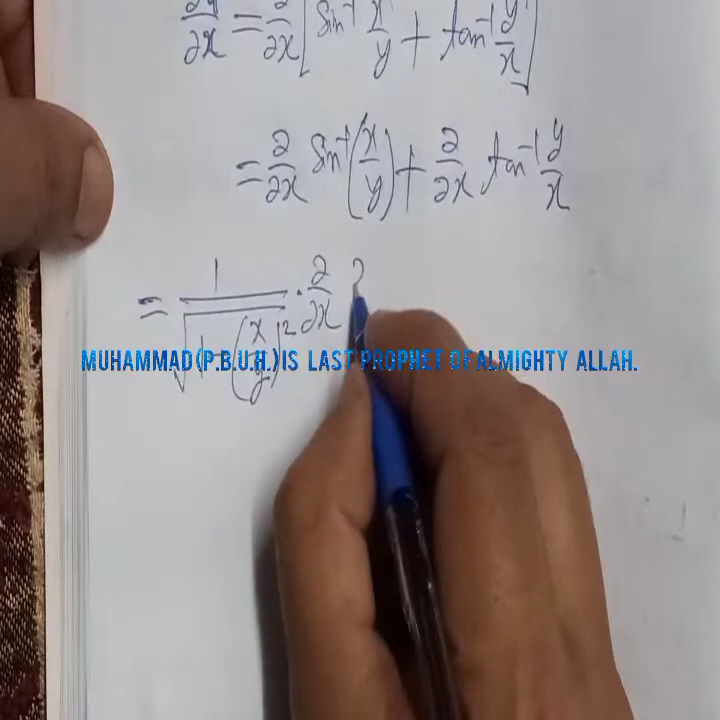 ∂u/∂x = ∂/∂x [sin⁻¹ x/y + tan⁻¹ y/x]
= ∂/∂x sin⁻¹(x/y) + ∂/∂x tan⁻¹ y/x
= 1/√(1-(x/y)²) · ∂/∂x
MUHAMMAD (P.B.U.H.) IS LAST PROPHET OF ALMIGHTY ALLAH.